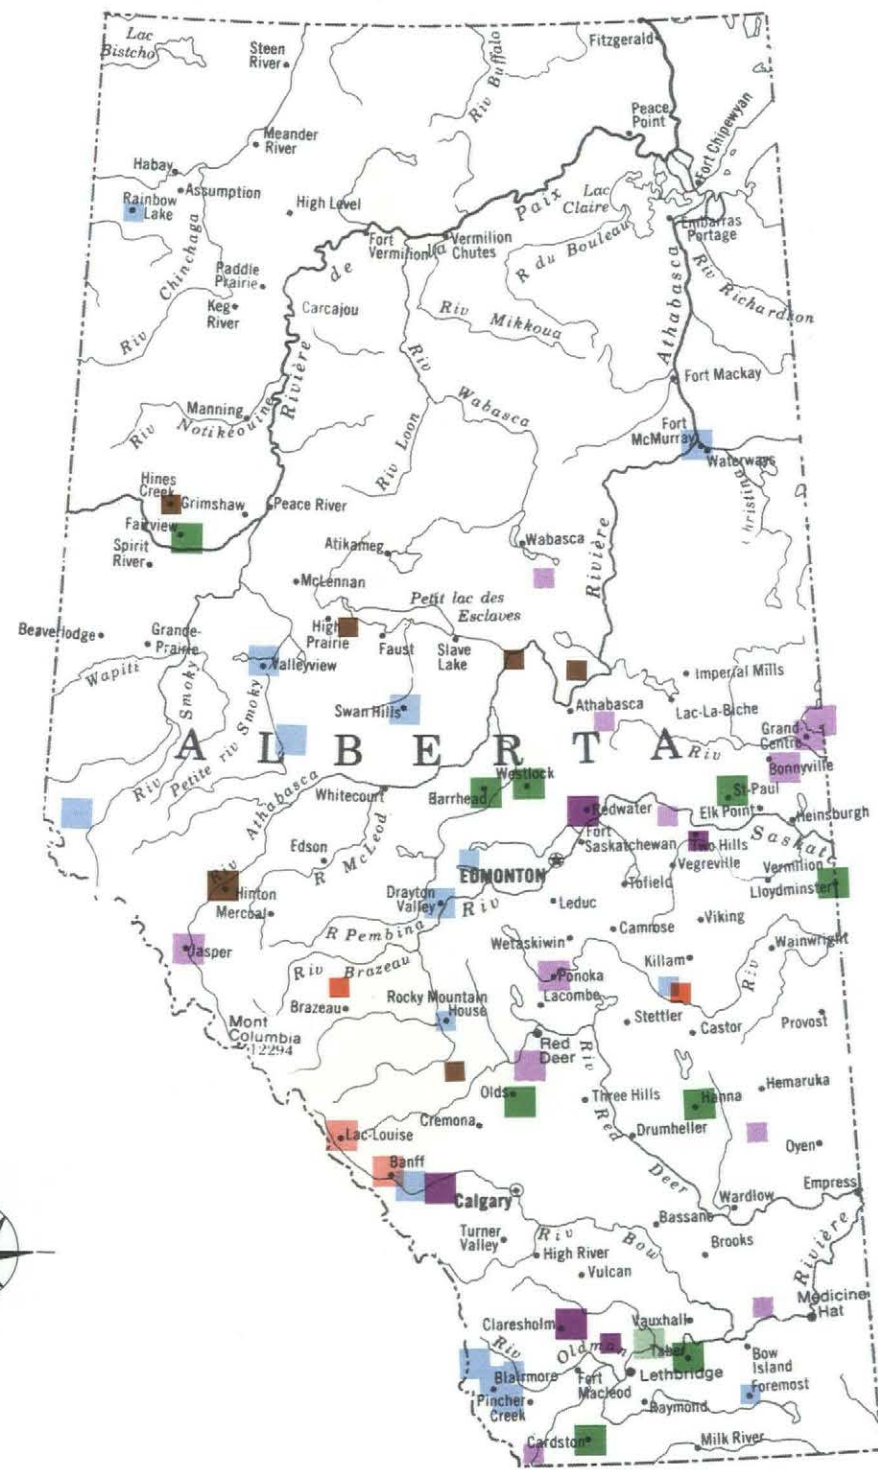 Lac
Bistcho
Steen
River
Riv Buffalo
Fitzgerald
Peace
Point
Fort Chipewyan
Meander
River
Habay
Assumption
Rainbow
Lake
High Level
Paix
Lac
Claire
Embarras
Portage
Riv Chinchaga
Fort
Vermilion
la
Vermilion
Chutes
R du Bouleau
Riv Richardson
Paddle
Prairie
de
Keg
River
Carcajou
Riv Mikkoua
Athabasca
Rivière
Riv Wabasca
Fort Mackay
Manning
Riv Notikéouine
Riv Loon
Fort
McMurray
Waterways
Christine
Hines
Creek
Grimshaw
Peace River
Fairview
Spirit
River
Atikameg
Wabasca
Rivière
McLennan
Petit lac des
Esclaves
High
Prairie
Faust
Slave
Lake
Beaverlodge
Grande-
Prairie
Wapiti
Valleyview
Imperial Mills
Smoky
Petite riv Smoky
Swan Hills
Athabasca
Lac-La-Biche
Grand-
Centre
ALBERTA
Riv
Bonnyville
Riv
Athabasca
Whitecourt
Barrhead
Westlock
St-Paul
Redwater
Elk Point
Heinsburgh
Fort
Saskatchewan
Two Hills
Saskat
Edson
R McLeod
EDMONTON
Vegreville
Vermilion
Riv
Hinton
Tofield
Lloydminster
Mercoal
Drayton
Valley
Riv
Leduc
Viking
R Pembina
Camrose
Wetaskiwin
Wainwright
Jasper
Killam
Riv
Riv Brazeau
Ponoka
Brazeau
Rocky Mountain
House
Lacombe
Stettler
Castor
Provost
Mont
Columbia
12294
Red
Deer
Riv Red Deer
Olds
Three Hills
Hanna
Hemaruka
Cremona
Drumheller
Oyen
Lac-Louise
Banff
Calgary
Wardlow
Empress
Bassano
Turner
Valley
Riv Bow
High River
Brooks
Rivière
Vulcan
Medicine
Hat
Claresholm
Vauxhall
Riv Oldman
Taber
Bow
Island
Blairmore
Fort
Macleod
Lethbridge
Foremost
Pincher
Creek
Raymond
Cardston
Milk River